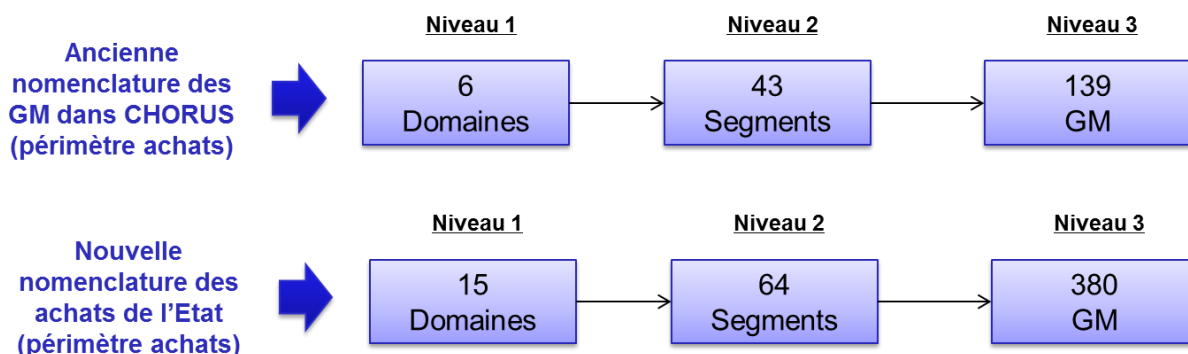 Niveau 1 Niveau 2 Niveau 3
Ancienne
nomenclature des
GM dans CHORUS
(périmètre achats)
6
Domaines
43
Segments
139
GM
Niveau 1 Niveau 2 Niveau 3
Nouvelle
nomenclature des
achats de l'Etat
(périmètre achats)
15
Domaines
64
Segments
380
GM